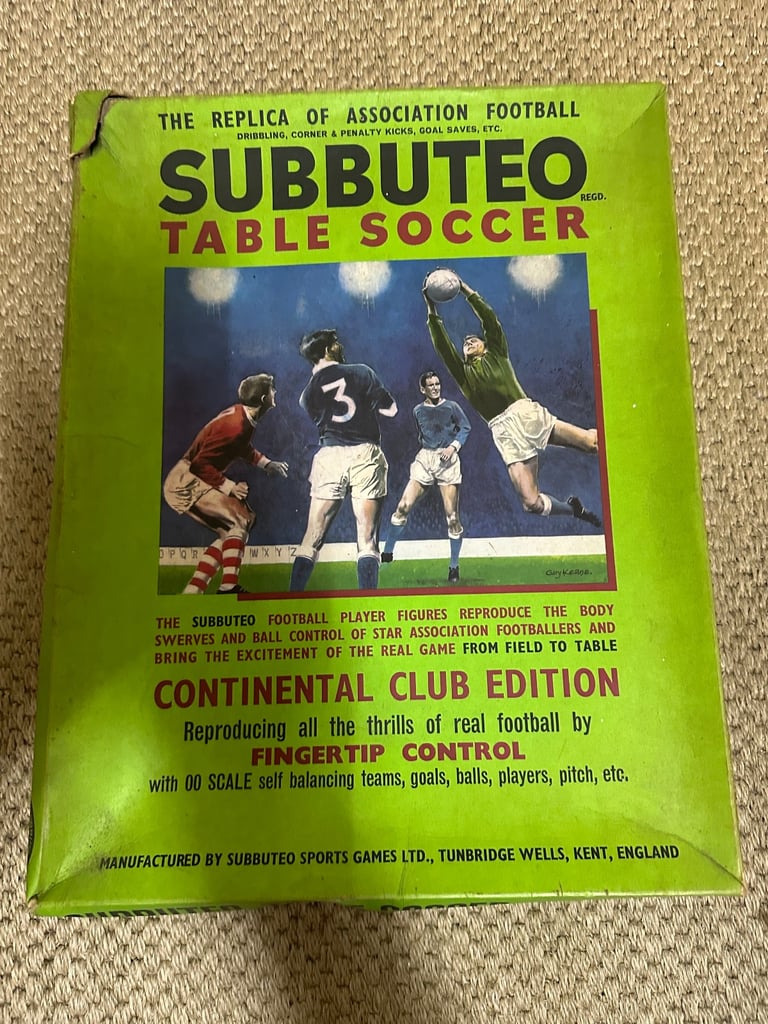 THE REPLICA OF ASSOCIATION FOOTBALL
DRIBBLING, CORNER & PENALTY KICKS, GOAL SAVES, ETC.
SUBBUTEO
REGD.
TABLE SOCCER
3
O P Q R W X Y Z
GUY KERDE.
THE SUBBUTEO FOOTBALL PLAYER FIGURES REPRODUCE THE BODY
SWERVES AND BALL CONTROL OF STAR ASSOCIATION FOOTBALLERS AND
BRING THE EXCITEMENT OF THE REAL GAME FROM FIELD TO TABLE
CONTINENTAL CLUB EDITION
Reproducing all the thrills of real football by
FINGERTIP CONTROL
with 00 SCALE self balancing teams, goals, balls, players, pitch, etc.
MANUFACTURED BY SUBBUTEO SPORTS GAMES LTD., TUNBRIDGE WELLS, KENT, ENGLAND